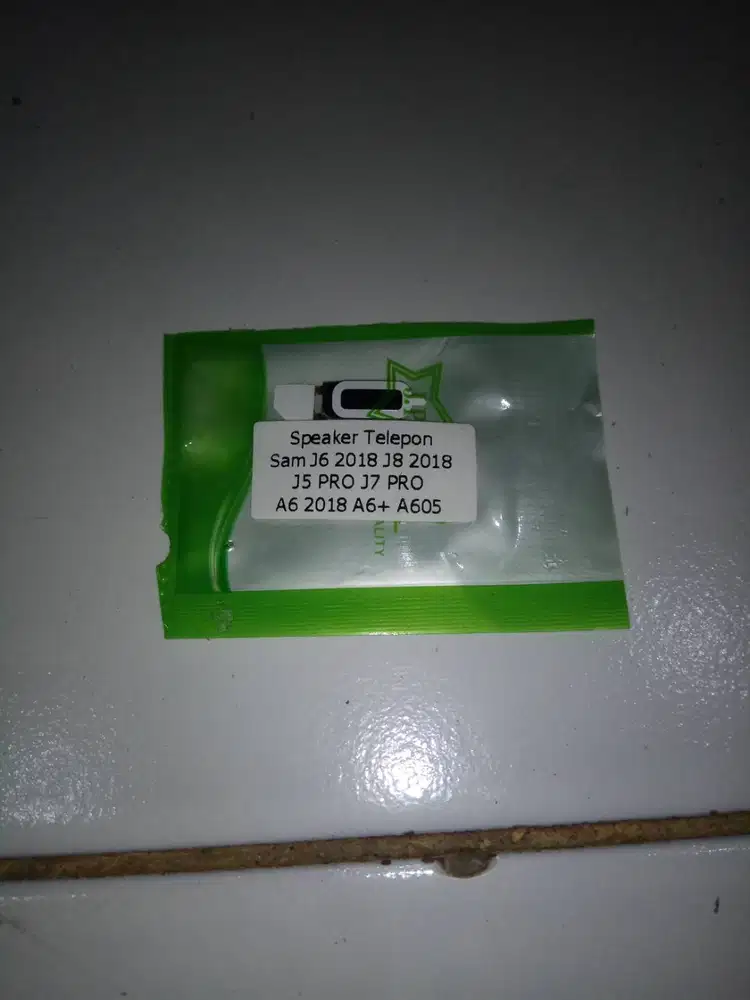 Speaker Telepon
Sam J6 2018 J8 2018
J5 PRO J7 PRO
A6 2018 A6+ A605